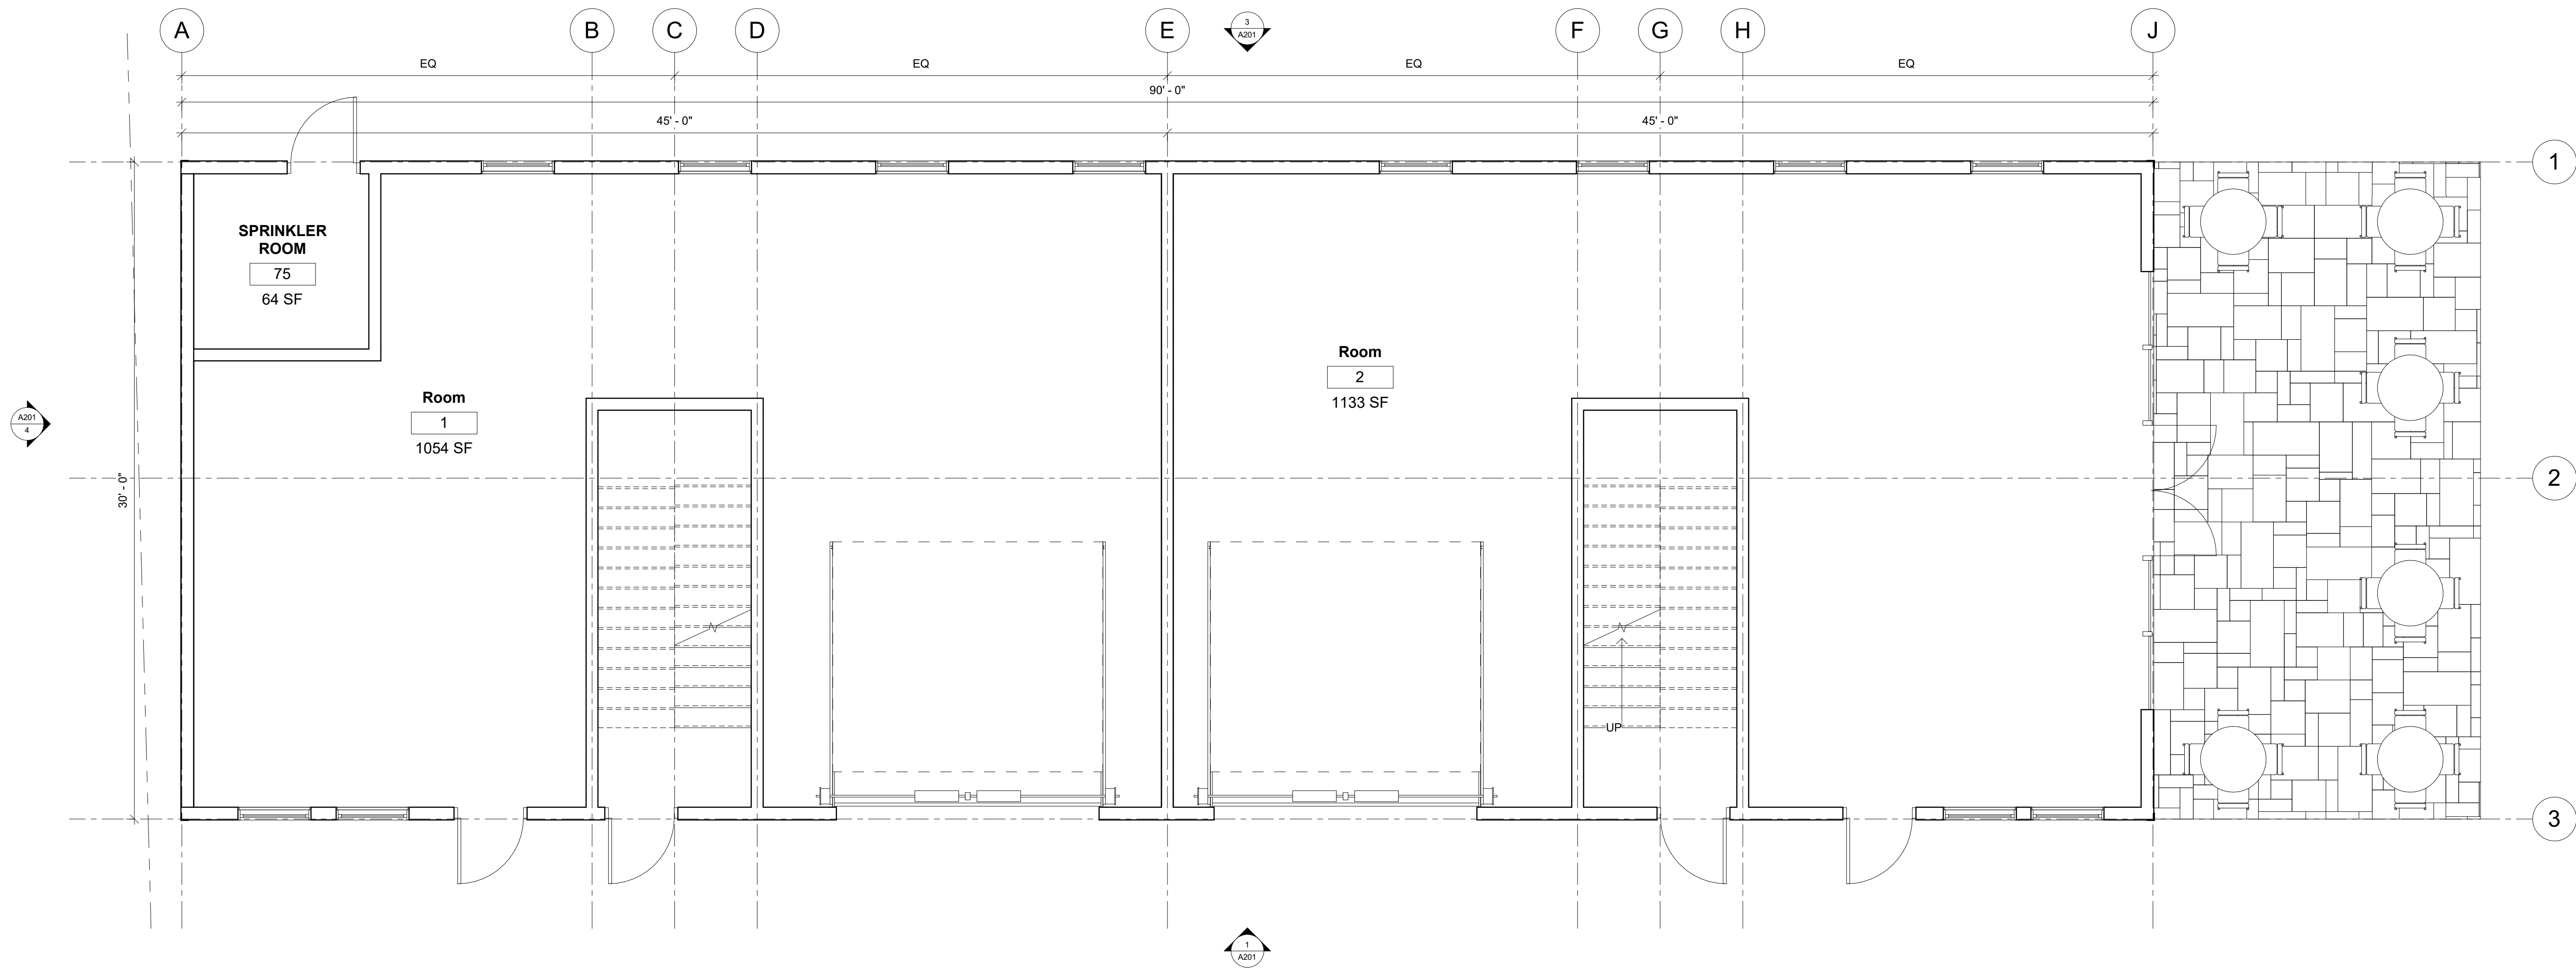 A B C D E F G H J
3
A201
EQ EQ EQ EQ
90' - 0"
45' - 0" 45' - 0"
1
SPRINKLER
ROOM
75
64 SF
Room
2
1133 SF
Room
1
1054 SF
A201
4
2
30' - 0"
UP
3
1
A201